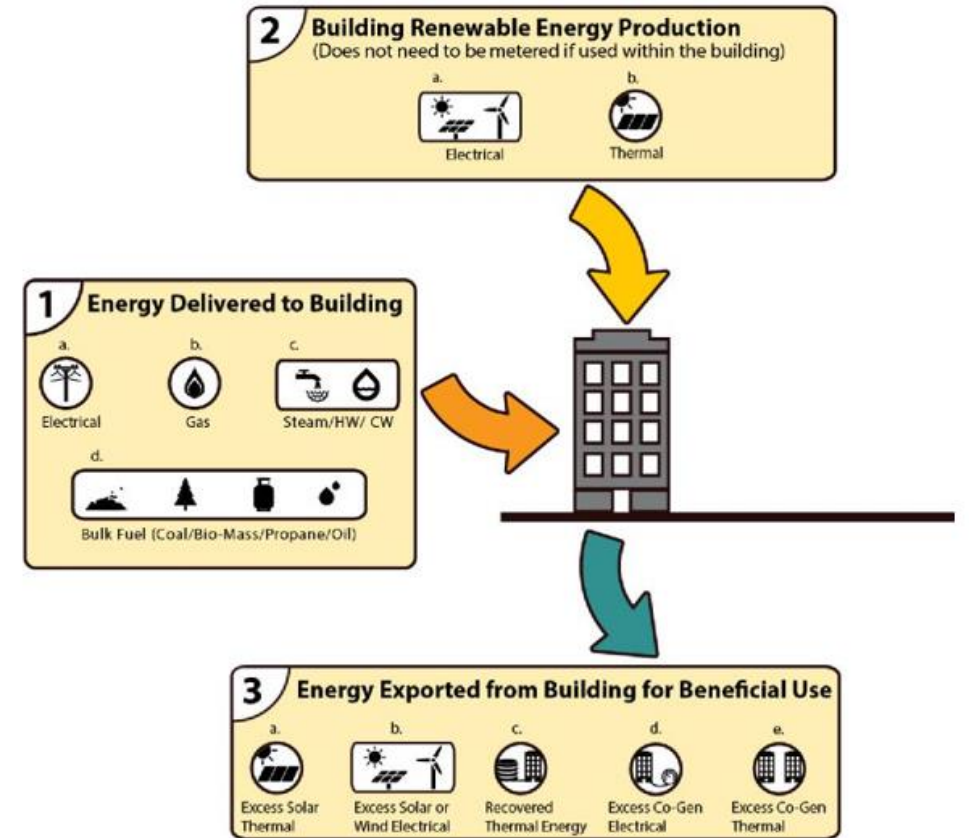 2
Building Renewable Energy Production
(Does not need to be metered if used within the building)
a.
b.
Electrical
Thermal
1
Energy Delivered to Building
a.
b.
c.
Electrical
Gas
Steam/HW/ CW
d.
Bulk Fuel (Coal/Bio-Mass/Propane/Oil)
3
Energy Exported from Building for Beneficial Use
a.
b.
c.
d.
e.
Excess Solar
Thermal
Excess Solar or
Wind Electrical
Recovered
Thermal Energy
Excess Co-Gen
Electrical
Excess Co-Gen
Thermal